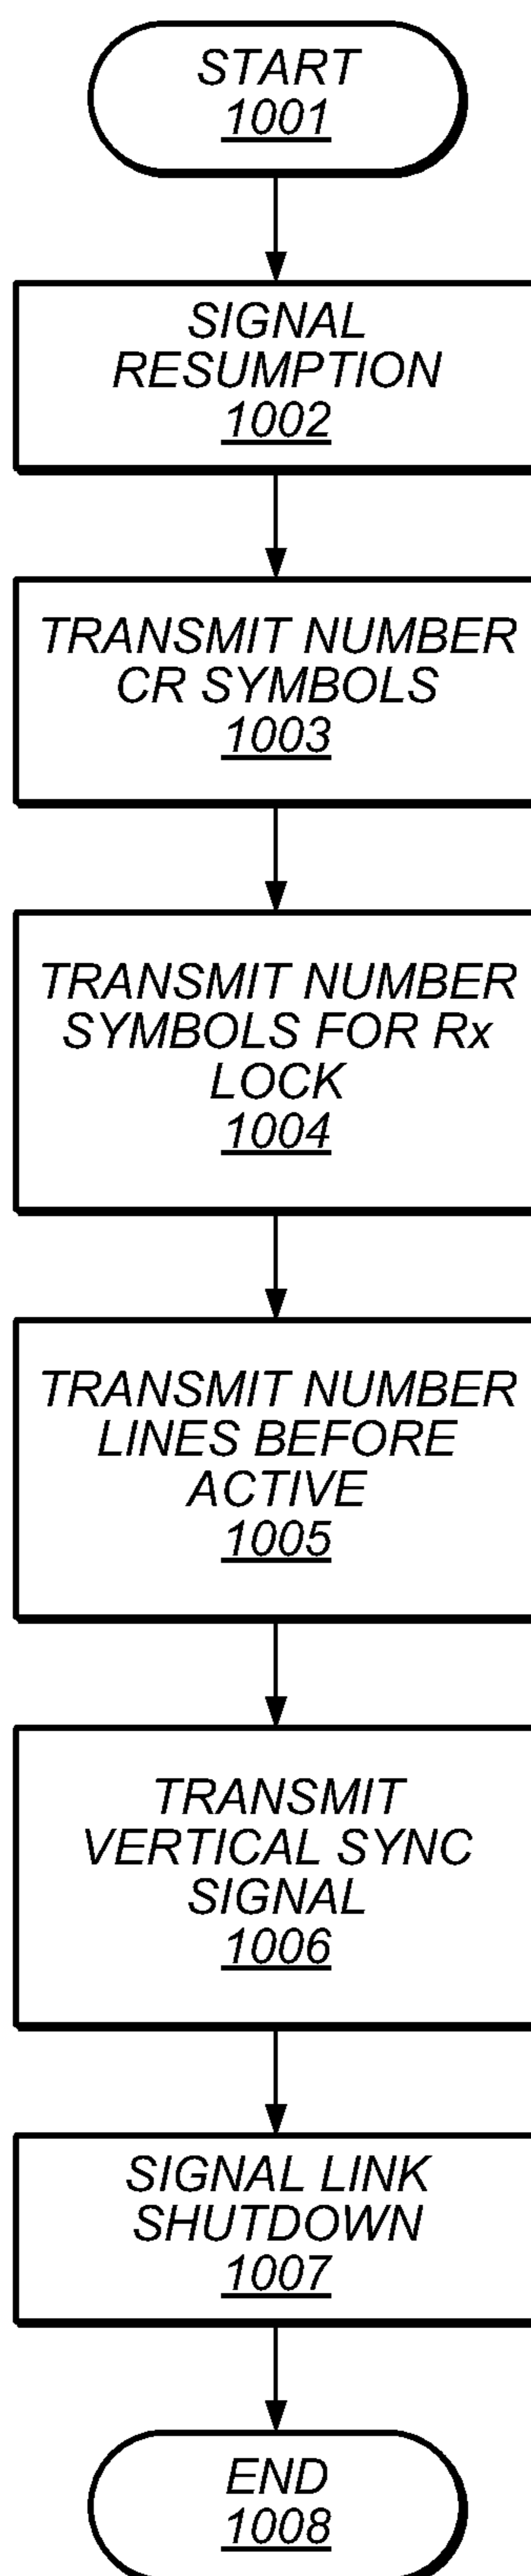 START
1001
SIGNAL
RESUMPTION
1002
TRANSMIT NUMBER
CR SYMBOLS
1003
TRANSMIT NUMBER
SYMBOLS FOR Rx
LOCK
1004
TRANSMIT NUMBER
LINES BEFORE
ACTIVE
1005
TRANSMIT
VERTICAL SYNC
SIGNAL
1006
SIGNAL LINK
SHUTDOWN
1007
END
1008